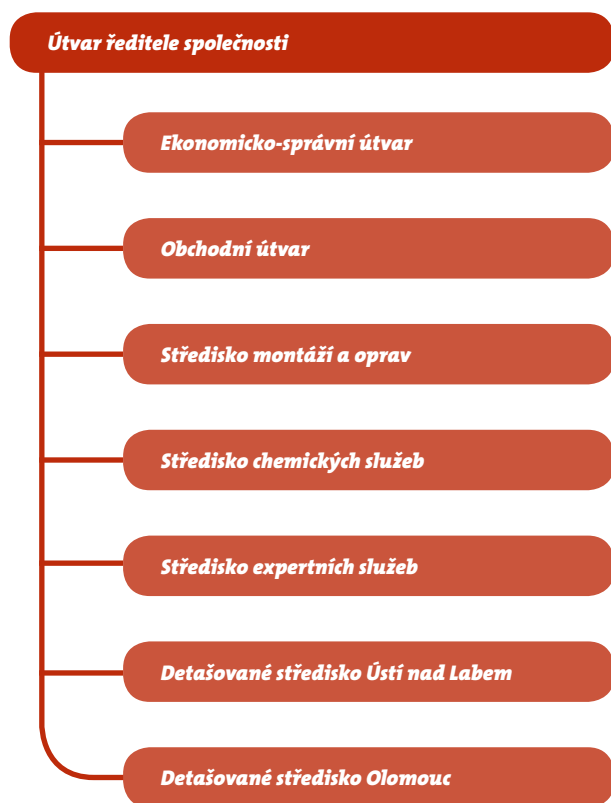 Útvar ředitele společnosti
Ekonomicko-správní útvar
Obchodní útvar
Středisko montáží a oprav
Středisko chemických služeb
Středisko expertních služeb
Detašované středisko Ústí nad Labem
Detašované středisko Olomouc